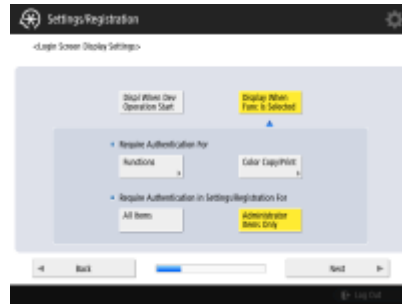 Settings/Registration
<Login Screen Display Settings>
Displ When Dev
Operation Start
Display When
Func Is Selected
Require Authentication For
Functions
Color Copy/Print
Require Authentication in Settings/Registration For
All Items
Administrator
Items Only
Back
Next
Log Out